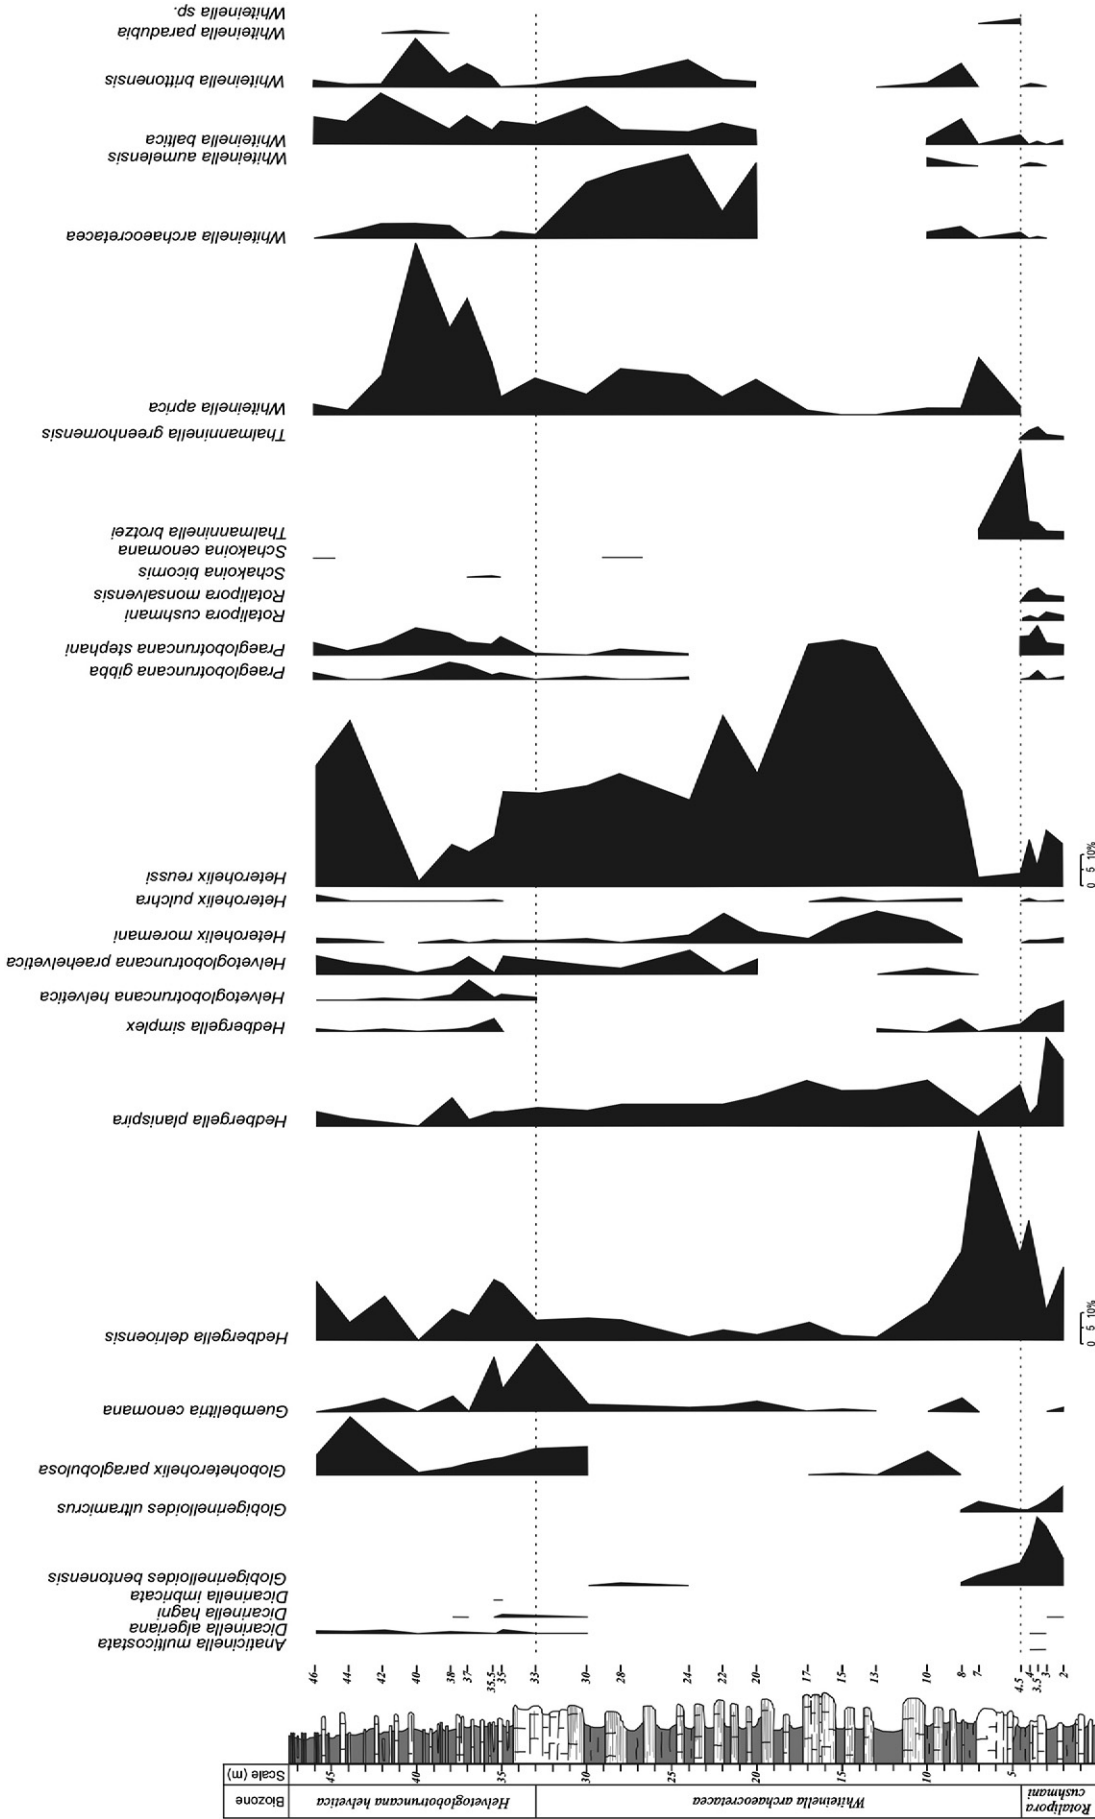 Biozone
Scale (m)
Rotalipora cushmani
Whiteinella archaeocretacea
Helvetoglobotruncana helvetica
5
10
15
20
25
30
35
40
45
2
3
3.5
4
4.5
7
8
10
13
15
17
20
22
24
28
30
33
35
35.5
37
38
40
42
44
46
Anaticinella multicostata
Dicarinella algeriana
Dicarinella hagni
Dicarinella imbricata
Globigerinelloides bentonensis
Globigerinelloides ultramicrus
Globoheterohelix paraglobulosa
Guembelitria cenomana
Hedbergella delrioensis
0 5 10%
Hedbergella planispira
Hedbergella simplex
Helvetoglobotruncana helvetica
Helvetoglobotruncana praehelvetica
Heterohelix moremani
Heterohelix pulchra
Heterohelix reussi
0 5 10%
Praeglobotruncana gibba
Praeglobotruncana stephani
Rotalipora cushmani
Rotalipora monsalvensis
Schakoina bicornis
Schakoina cenomana
Thalmanninella brotzei
Thalmanninella greenhornensis
Whiteinella aprica
Whiteinella archaeocretacea
Whiteinella aumalensis
Whiteinella baltica
Whiteinella brittonensis
Whiteinella paradubia
Whiteinella sp.